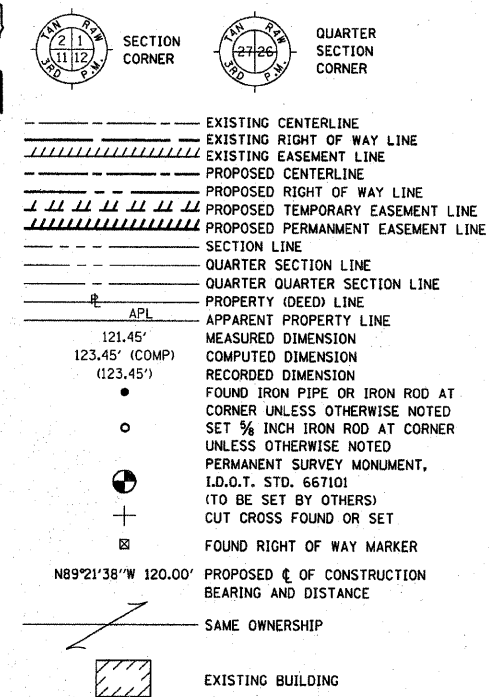 T4N R4W
2 1
11 12
3RD P.M.
SECTION
CORNER
T4N R4W
27 26
3RD P.M.
QUARTER
SECTION
CORNER
EXISTING CENTERLINE
EXISTING RIGHT OF WAY LINE
EXISTING EASEMENT LINE
PROPOSED CENTERLINE
PROPOSED RIGHT OF WAY LINE
PROPOSED TEMPORARY EASEMENT LINE
PROPOSED PERMANMENT EASEMENT LINE
SECTION LINE
QUARTER SECTION LINE
QUARTER QUARTER SECTION LINE
℄ PROPERTY (DEED) LINE
APL APPARENT PROPERTY LINE
121.45' MEASURED DIMENSION
123.45' (COMP) COMPUTED DIMENSION
(123.45') RECORDED DIMENSION
FOUND IRON PIPE OR IRON ROD AT
CORNER UNLESS OTHERWISE NOTED
SET 5/8 INCH IRON ROD AT CORNER
UNLESS OTHERWISE NOTED
PERMANENT SURVEY MONUMENT,
I.D.O.T. STD. 667101
(TO BE SET BY OTHERS)
CUT CROSS FOUND OR SET
FOUND RIGHT OF WAY MARKER
N89°21'38"W 120.00' PROPOSED ℄ OF CONSTRUCTION
BEARING AND DISTANCE
SAME OWNERSHIP
EXISTING BUILDING